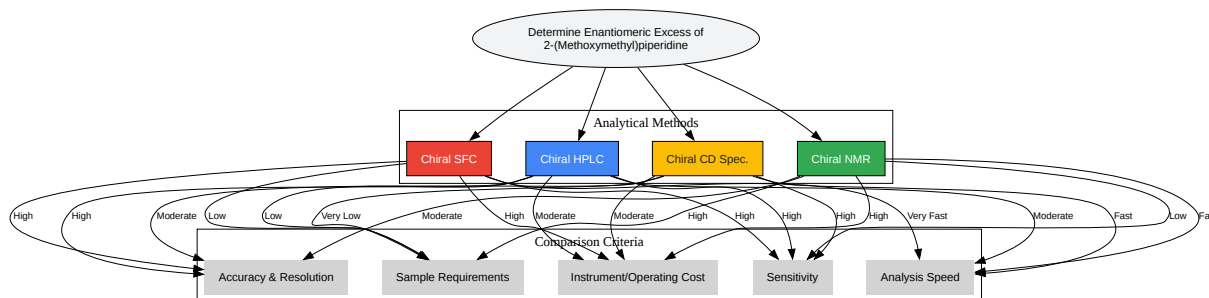 Determine Enantiomeric Excess of
2-(Methoxymethyl)piperidine
Analytical Methods
Chiral SFC
Chiral HPLC
Chiral CD Spec.
Chiral NMR
High
High
Moderate
Low
Low
Very Low
Moderate
High
Moderate
Moderate
High
High
High
High
High
Very Fast
Moderate
Fast
Low
Comparison Criteria
Accuracy & Resolution
Sample Requirements
Instrument/Operating Cost
Sensitivity
Analysis Speed